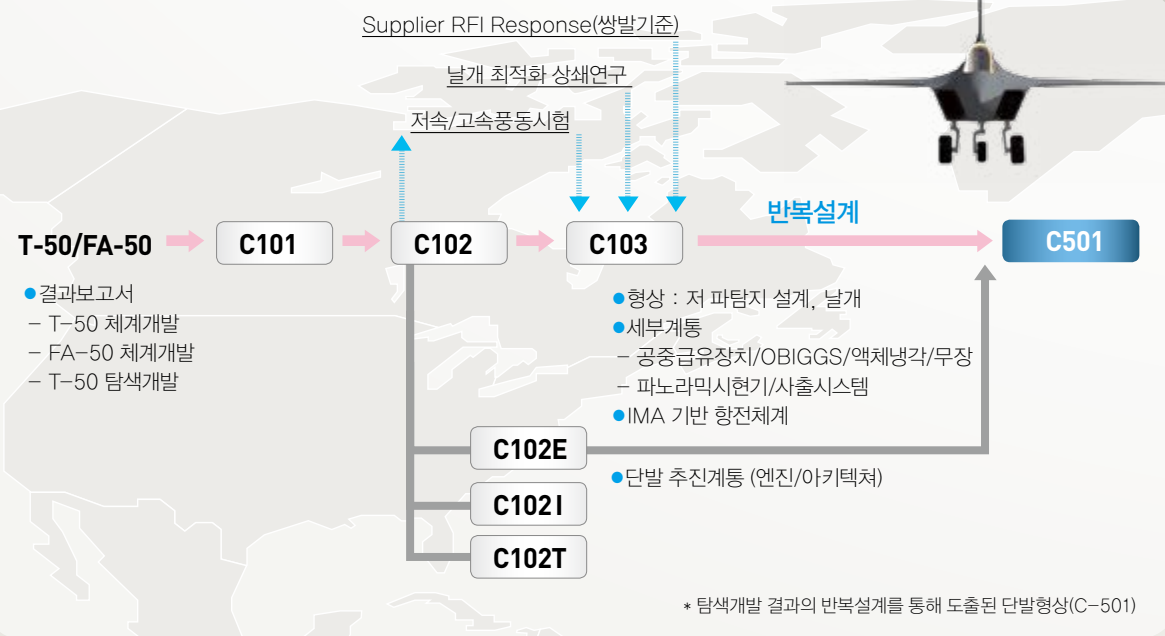 Supplier RFI Response(쌍발기준)
날개 최적화 상쇄연구
저속/고속풍동시험
T-50/FA-50
C101
C102
C103
반복설계
C501
●결과보고서
– T-50 체계개발
– FA-50 체계개발
– T-50 탐색개발
●형상 : 저 파탐지 설계, 날개
●세부계통
– 공중급유장치/OBIGGS/액체냉각/무장
– 파노라믹시현기/사출시스템
●IMA 기반 항전체계
C102E
●단발 추진계통 (엔진/아키텍쳐)
C102I
C102T
* 탐색개발 결과의 반복설계를 통해 도출된 단발형상(C-501)